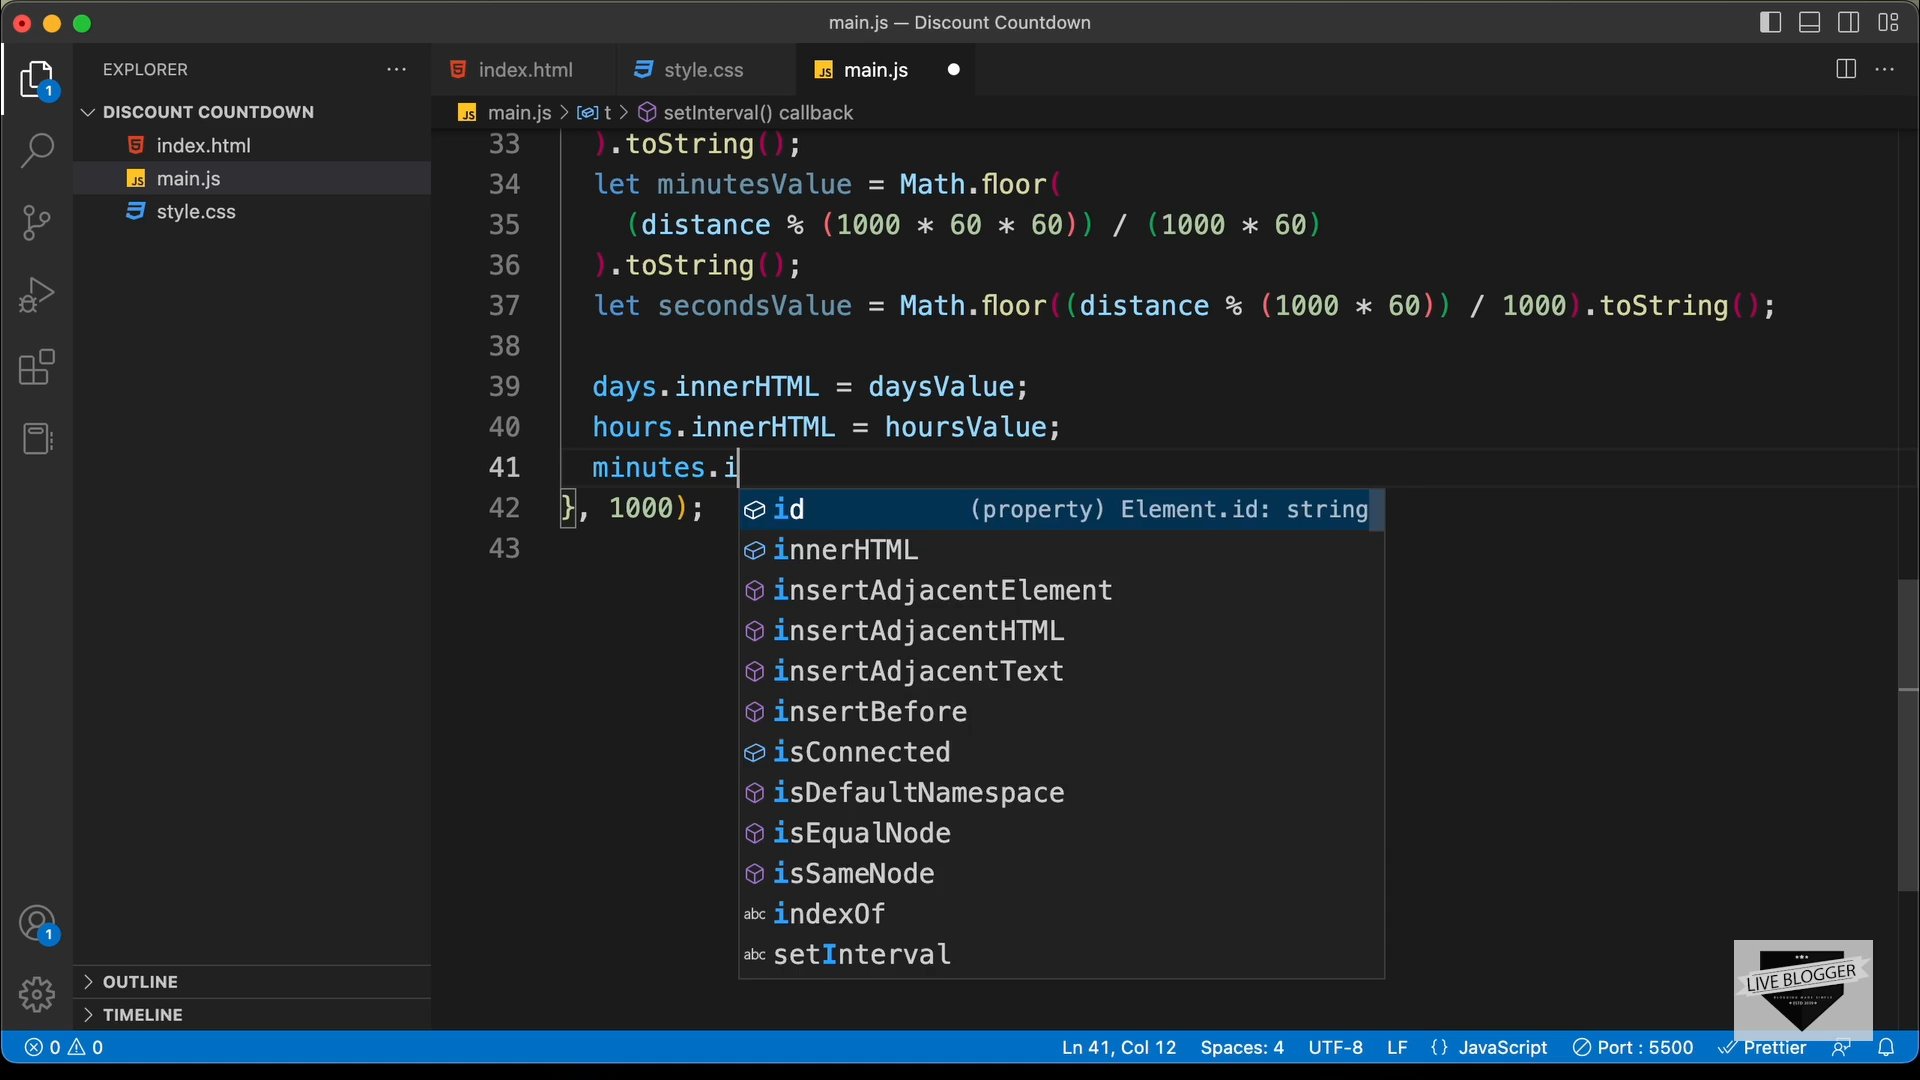 main.js — Discount Countdown
EXPLORER
index.html
style.css
main.js
DISCOUNT COUNTDOWN
index.html
main.js
style.css
main.js > t > setInterval() callback
33 ).toString();
34 let minutesValue = Math.floor(
35 (distance % (1000 * 60 * 60)) / (1000 * 60)
36 ).toString();
37 let secondsValue = Math.floor((distance % (1000 * 60)) / 1000).toString();
38
39 days.innerHTML = daysValue;
40 hours.innerHTML = hoursValue;
41 minutes.i
42 }, 1000);
43
id (property) Element.id: string
innerHTML
insertAdjacentElement
insertAdjacentHTML
insertAdjacentText
insertBefore
isConnected
isDefaultNamespace
isEqualNode
isSameNode
abc indexOf
abc setInterval
1
1
OUTLINE
TIMELINE
LIVE BLOGGER
0 0
Ln 41, Col 12 Spaces: 4 UTF-8 LF {} JavaScript Port : 5500 Prettier